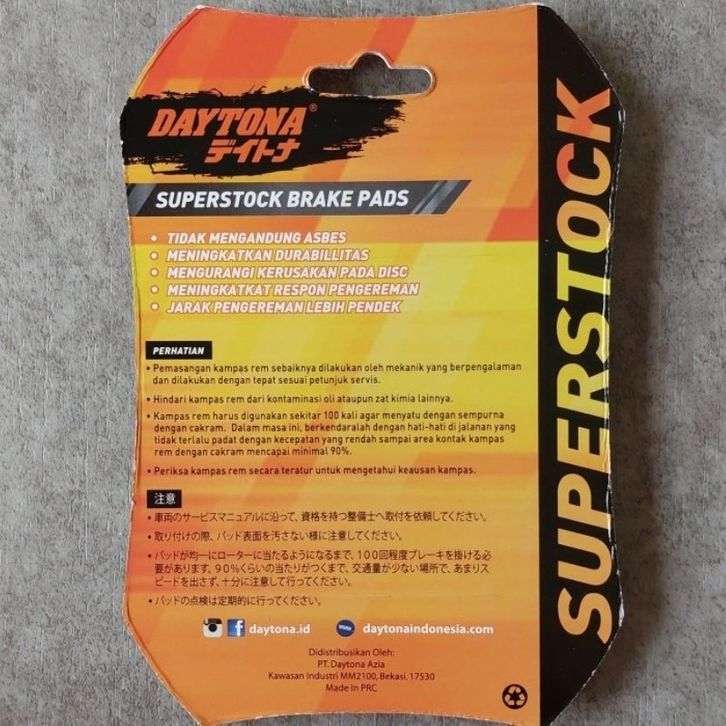 DAYTONA®
デイトナ
SUPERSTOCK BRAKE PADS
• TIDAK MENGANDUNG ASBES
• MENINGKATKAN DURABILLITAS
• MENGURANGI KERUSAKAN PADA DISC
• MENINGKATKAT RESPON PENGEREMAN
• JARAK PENGEREMAN LEBIH PENDEK
PERHATIAN
• Pemasangan kampas rem sebaiknya dilakukan oleh mekanik yang berpengalaman
dan dilakukan dengan tepat sesuai petunjuk servis.
• Hindari kampas rem dari kontaminasi oli ataupun zat kimia lainnya.
• Kampas rem harus digunakan sekitar 100 kali agar menyatu dengan sempurna
dengan cakram. Dalam masa ini, berkendaralah dengan hati-hati di jalanan yang
tidak terlalu padat dengan kecepatan yang rendah sampai area kontak kampas
rem dengan cakram mencapai minimal 90%.
• Periksa kampas rem secara teratur untuk mengetahui keausan kampas.
注意
・車両のサービスマニュアルに沿って、資格を持つ整備士へ取付を依頼してください。
・取り付けの際、パッド表面を汚さない様に注意してください。
・パッドが均一にローターに当たるようになるまで、100回程度ブレーキを掛ける必
要があります。90%くらいの当たりがつくまで、交通量が少ない場所で、あまりス
ピードを出さず、十分に注意して行ってください。
・パッドの点検は定期的に行ってください。
daytona.id
www
daytonaindonesia.com
Didistribusikan Oleh:
PT. Daytona Azia
Kawasan Industri MM2100, Bekasi, 17530
Made In PRC
SUPERSTOCK